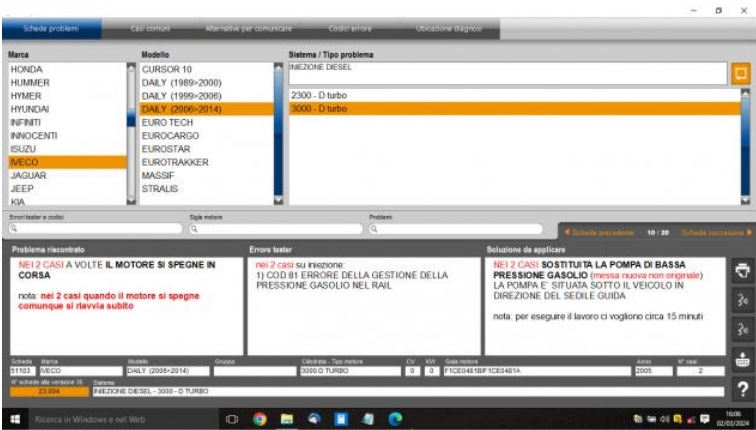 Schede problemi Casi comuni Alternative per comunicare Codici errore Ubicazione diagnosi
Marca Modello Sistema / Tipo problema
HONDA
HUMMER
HYMER
HYUNDAI
INFINITI
INNOCENTI
ISUZU
IVECO
JAGUAR
JEEP
KIA
CURSOR 10
DAILY (1989>2000)
DAILY (1999>2006)
DAILY (2006>2014)
EURO TECH
EUROCARGO
EUROSTAR
EUROTRAKKER
MASSIF
STRALIS
INIEZIONE DIESEL
2300 - D turbo
3000 - D turbo
Errori tester e codici Sigla motore Problemi
Scheda precedente 10 / 20 Scheda successiva
Problema riscontrato
NEI 2 CASI A VOLTE IL MOTORE SI SPEGNE IN
CORSA
nota: nei 2 casi quando il motore si spegne
comunque si riavvia subito
Errore tester
nei 2 casi su iniezione:
1) COD 81 ERRORE DELLA GESTIONE DELLA
PRESSIONE GASOLIO NEL RAIL
Soluzione da applicare
NEI 2 CASI SOSTITUITA LA POMPA DI BASSA
PRESSIONE GASOLIO (messa nuova non originale)
LA POMPA E' SITUATA SOTTO IL VEICOLO IN
DIREZIONE DEL SEDILE GUIDA
nota: per eseguire il lavoro ci vogliono circa 15 minuti
Scheda Marca Modello Gruppo Cilindrata - Tipo motore CV KW Sigla motore Anno N° casi
51103 IVECO DAILY (2006>2014) 3000 D TURBO 0 0 F1CE0481B/F1CE0481A 2005 2
N° schede alla versione 35 Sistema
23.004 INIEZIONE DIESEL - 3000 - D TURBO
Ricerca in Windows e nel Web
16:06
02/03/2024